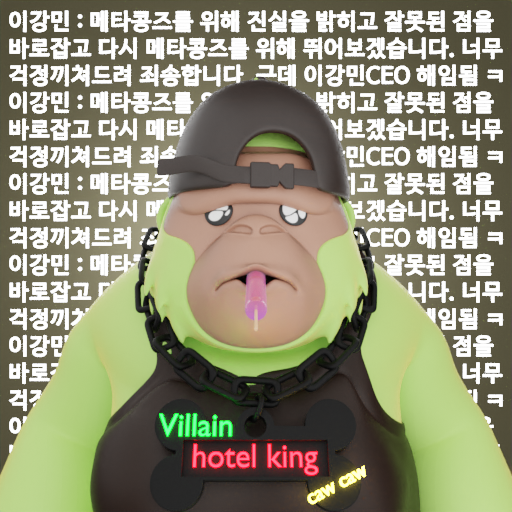 이강민 : 메타콩즈를 위해 진실을 밝히고 잘못된 점을
바로잡고 다시 메타콩즈를 위해 뛰어보겠습니다. 너무
걱정끼쳐드려 죄송합니다. 근데 이강민CEO 해임됨 ㅋ
이강민 : 메타콩즈를 밝히고 잘못된 점을
바로잡고 다시 메타 뛰어보겠습니다. 너무
걱정끼쳐드려 죄송 민CEO 해임됨 ㅋ
이강민 : 메타콩즈 히고 잘못된 점을
바로잡고 다시 보겠습니다. 너무
걱정끼쳐드려 CEO 해임됨 ㅋ
이강민 : 메타 잘못된 점을
바로잡고 니다. 너무
걱정끼쳐 해임됨 ㅋ
이강민 점을
바로 너무
걱정 ㅋ
Villain
hotel king
caw caw